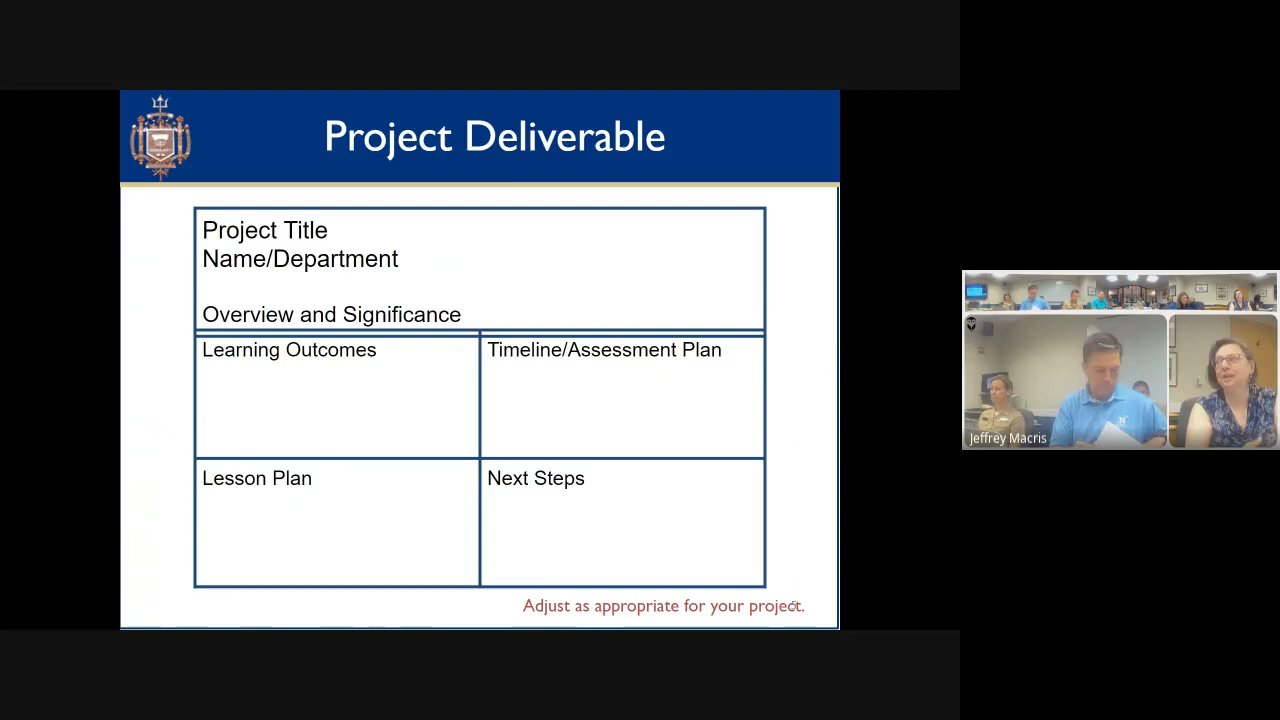 Project Deliverable
Project Title
Name/Department
Overview and Significance
Learning Outcomes
Timeline/Assessment Plan
Lesson Plan
Next Steps
Adjust as appropriate for your project.
5
Jeffrey Macris